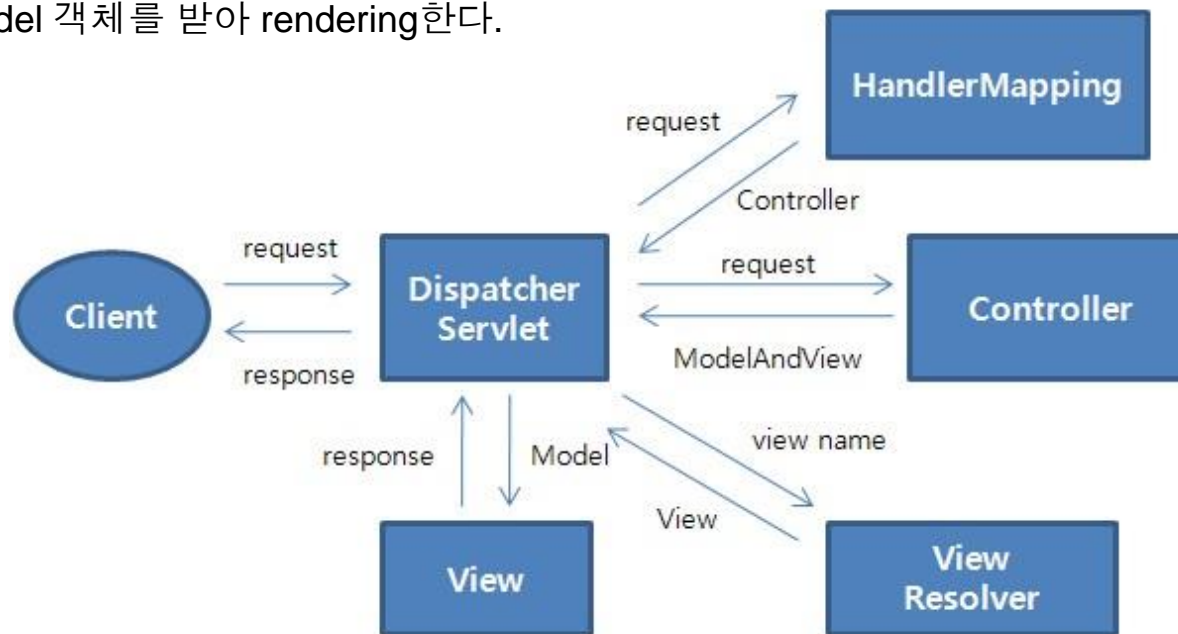 del 객체를 받아 rendering한다.
HandlerMapping
request
Controller
request
request
Client
Dispatcher
Servlet
Controller
response
ModelAndView
response
Model
view name
View
View
View
Resolver